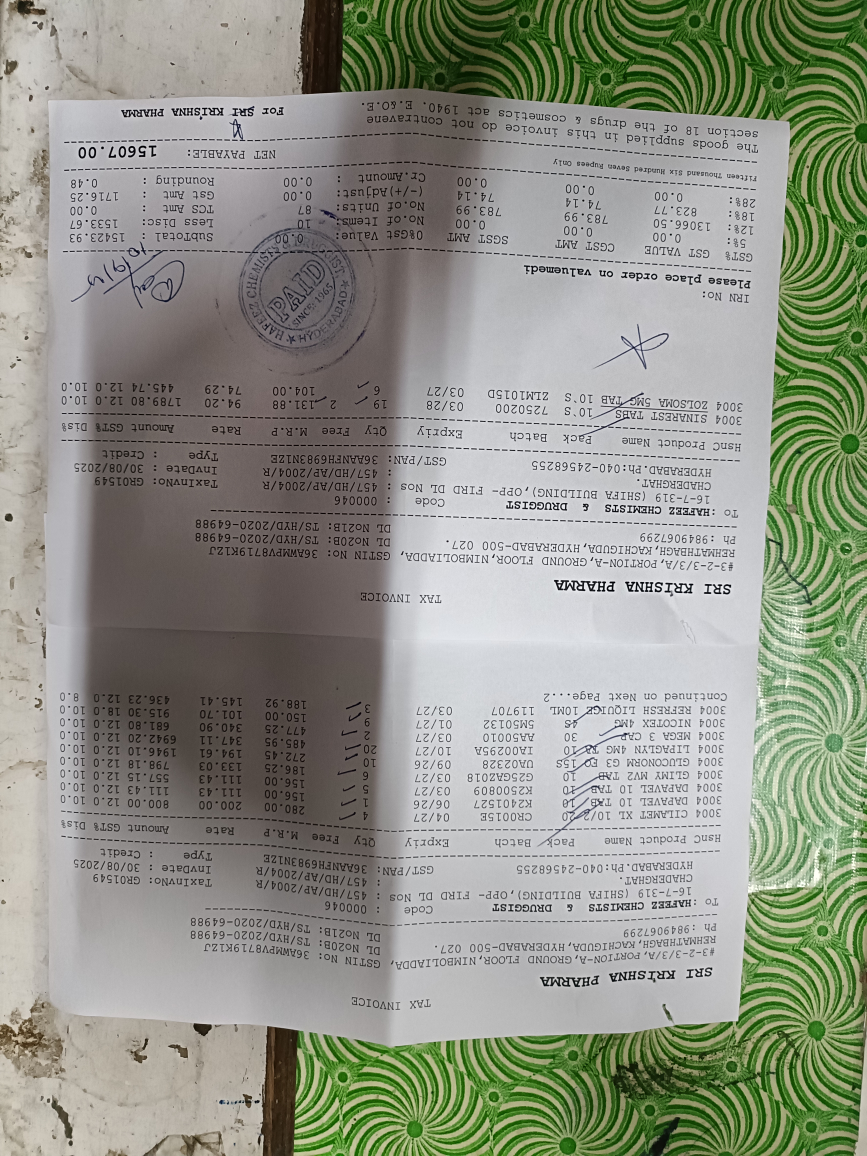 TAX INVOICE
SRI KRISHNA PHARMA
#3-2-3/3/A, PORTION-A, GROUND FLOOR, NIMBOLIADDA, GSTIN No: 36AWMPV8719K1ZJ
REHMATHBAGH, KACHIGUDA, HYDERABAD-500 027. DL No20B: TS/HYD/2020-64988
Ph :9849067299 DL No21B: TS/HYD/2020-64988
To: HAFEEZ CHEMISTS & DRUGGIST Code : 000046
16-7-319 (SHIFA BUILDING), OPP- FIRD DL Nos : 457/HD/AP/2004/R TaxInvNo: GR01549
CHADERGHAT. : 457/HD/AP/2004/R InvDate : 30/08/2025
HYDERABAD.Ph:040-24568255 GST/PAN: 36AANFH6983N1ZE Type : Credit
HsnC Product Name Pack Batch Expriy Qty Free M.R.P Rate Amount GST% Dis%
3004 CILAMET XL 10/2 20 CR0015E 04/27 4 280.00 200.00 800.00 12.0 10.0
3004 DAPAVEL 10 TAB 10 K2401527 06/26 1 156.00 111.43 111.43 12.0 10.0
3004 DAPAVEL 10 TAB 10 K2502809 03/27 5 156.00 111.43 557.15 12.0 10.0
3004 GLIMY MV2 TAB 10 G25GA2018 03/27 6 186.25 133.03 798.18 12.0 10.0
3004 GLUCONORM G3 FO 15S UA02328 09/26 10 272.45 194.61 1946.10 12.0 10.0
3004 LIPAGLYN 4MG TA 10 IA00295A 10/27 20 485.95 347.11 6942.20 12.0 10.0
3004 MEGA 3 CAP 30 AA50010 03/27 2 477.25 340.90 681.80 12.0 10.0
3004 NICOTEX 4MG 4S 5M50132 01/27 9 150.00 101.70 915.30 18.0 10.0
3004 REFRESH LIQUIGE 10ML 119707 03/27 3 188.92 145.41 436.23 12.0 8.0
Continued on Next Page...2
TAX INVOICE
SRI KRISHNA PHARMA
#3-2-3/3/A, PORTION-A, GROUND FLOOR, NIMBOLIADDA, GSTIN No: 36AWMPV8719K1ZJ
REHMATHBAGH, KACHIGUDA, HYDERABAD-500 027. DL No20B: TS/HYD/2020-64988
Ph :9849067299 DL No21B: TS/HYD/2020-64988
To: HAFEEZ CHEMISTS & DRUGGIST Code : 000046
16-7-319 (SHIFA BUILDING), OPP- FIRD DL Nos : 457/HD/AP/2004/R TaxInvNo: GR01549
CHADERGHAT. : 457/HD/AP/2004/R InvDate : 30/08/2025
HYDERABAD.Ph:040-24568255 GST/PAN: 36AANFH6983N1ZE Type : Credit
HsnC Product Name Pack Batch Expriy Qty Free M.R.P Rate Amount GST% Dis%
3004 SINAREST TABS 10'S 7250200 03/28 19 2 131.88 94.20 1789.80 12.0 10.0
3004 ZOLSOMA 5MG TAB 10'S ZLM1015D 03/27 6 104.00 74.29 445.74 12.0 10.0
IRN No:
Please order on valuemedi
HAFEEZ CHEMISTS & DRUGGIST
PAID
SINCE: 1965
HYDERABAD
10/9/25
GST% GST VALUE CGST AMT SGST AMT 0%GST Value: 0.00 SubTotal : 15423.93
5%: 0.00 0.00 0.00 No.of Items: 10 Less Disc: 1533.67
12%: 13066.50 783.99 783.99 No.of Units: 87 TCS Amt : 0.00
18%: 823.77 74.14 74.14 (-/+)Adjust: 0.00 Gst Amt : 1716.25
28%: 0.00 0.00 0.00 Cr.Amount : 0.00 Rounding : 0.48
Fifteen Thousand Six Hundred Seven Rupees Only
NET PAYABLE: 15607.00
The goods supplied in this invoice do not contravene
section 18 of the drugs & cosmetics act 1940. E.&O.E. For SRI KRISHNA PHARMA